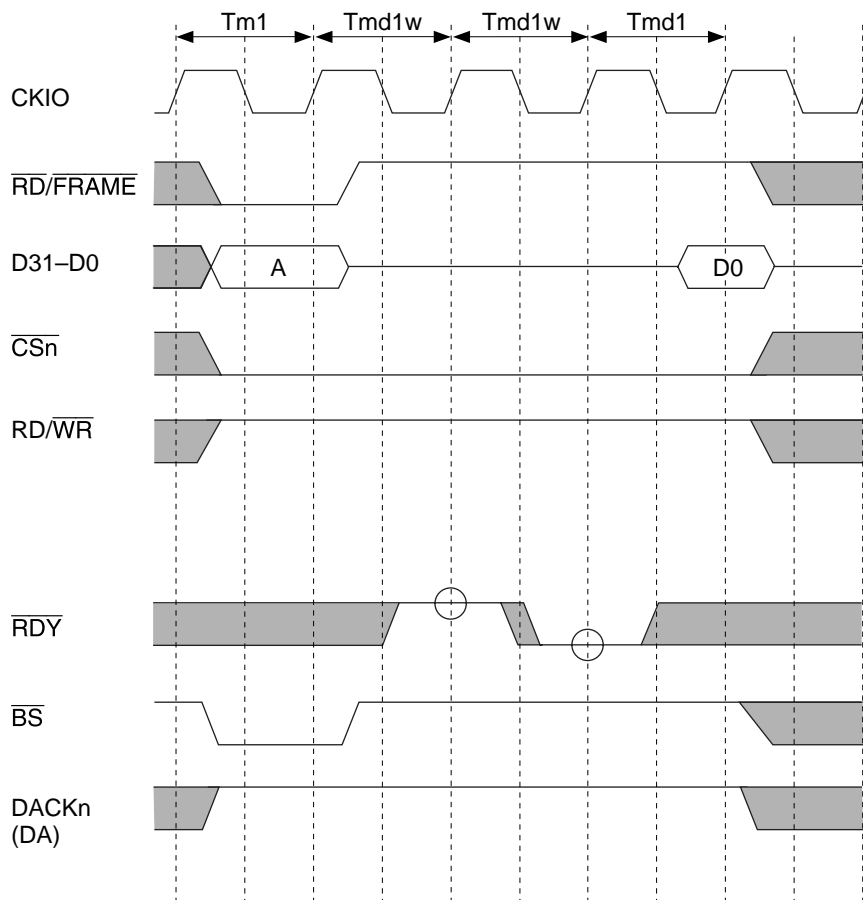 Tm1 Tmd1w Tmd1w Tmd1
CKIO
RD/FRAME
D31–D0 A D0
CSn
RD/WR
RDY
BS
DACKn
(DA)